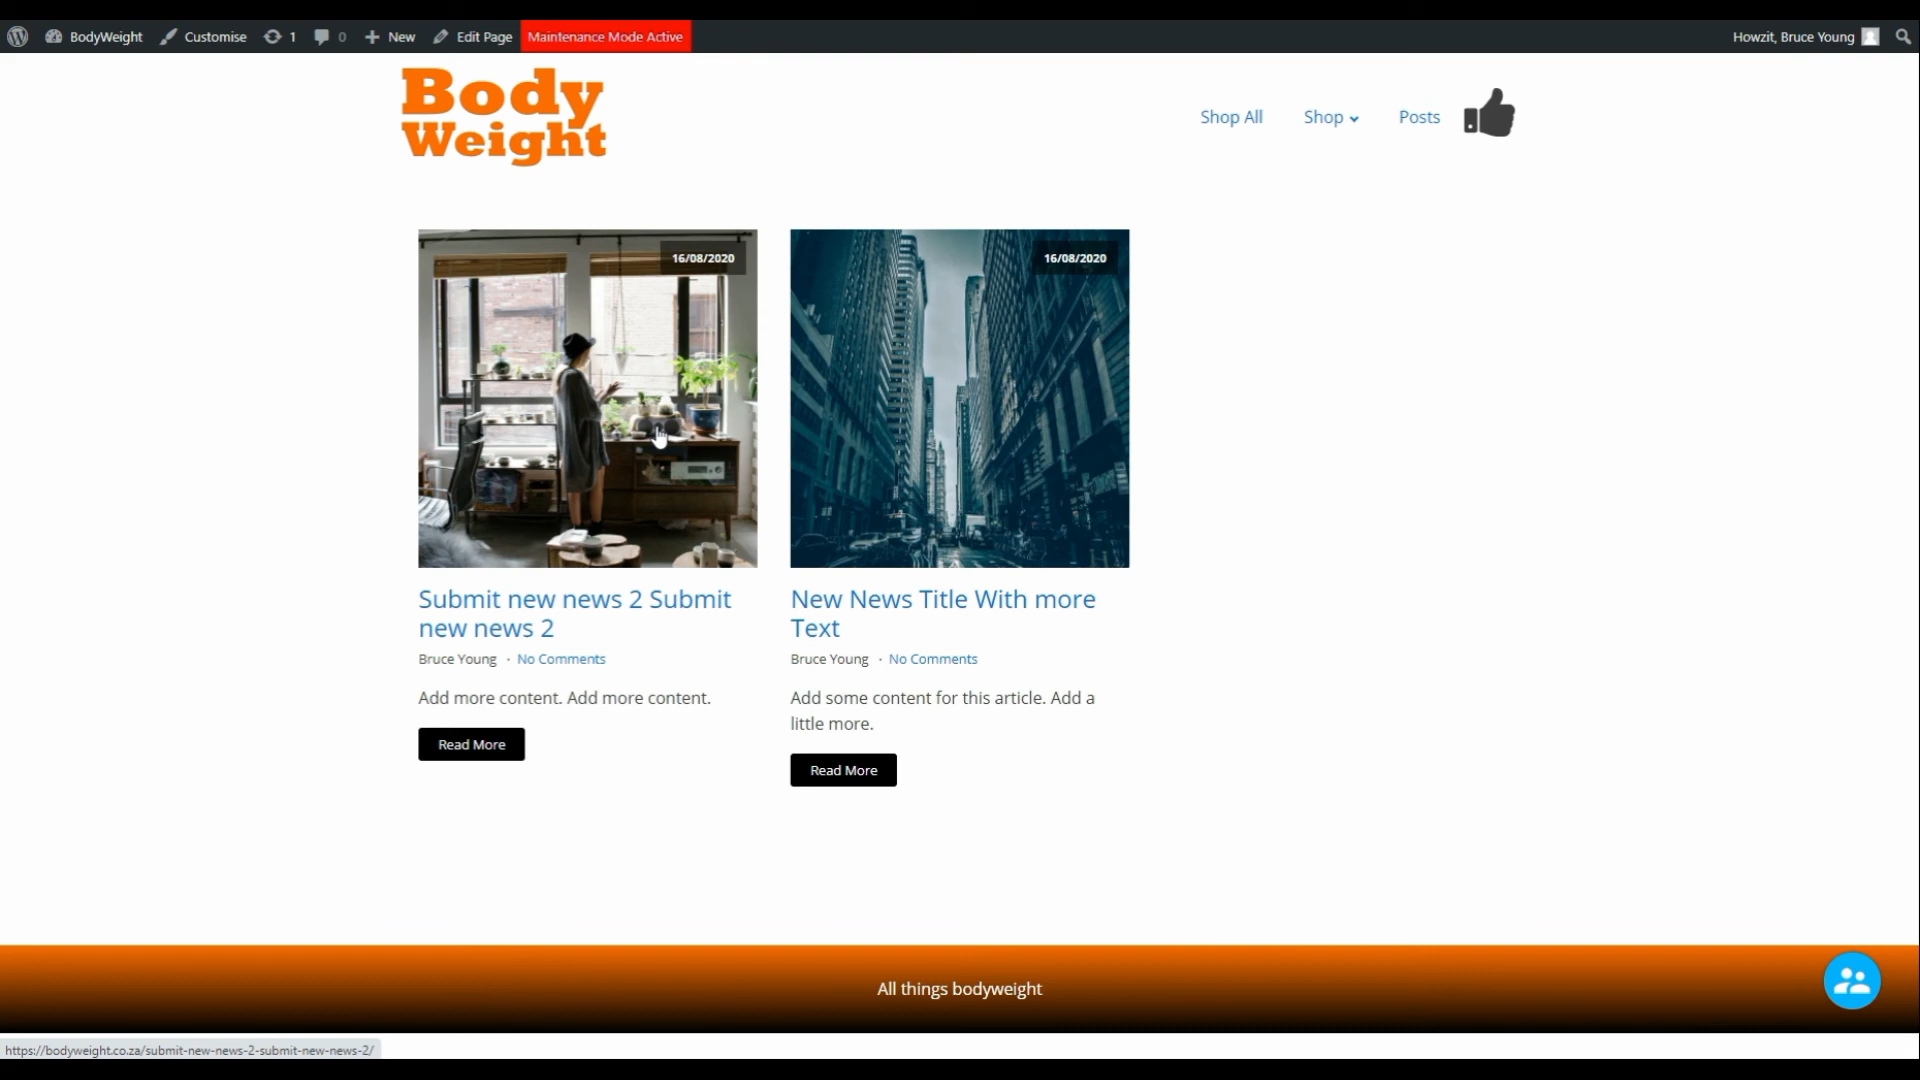 BodyWeight Customise 1 0 New Edit Page Maintenance Mode Active Howzit, Bruce Young
Body
Weight
Shop All Shop Posts
16/08/2020 16/08/2020
Submit new news 2 Submit
new news 2
Bruce Young · No Comments
Add more content. Add more content.
Read More
New News Title With more
Text
Bruce Young · No Comments
Add some content for this article. Add a
little more.
Read More
All things bodyweight
https://bodyweight.co.za/submit-new-news-2-submit-new-news-2/